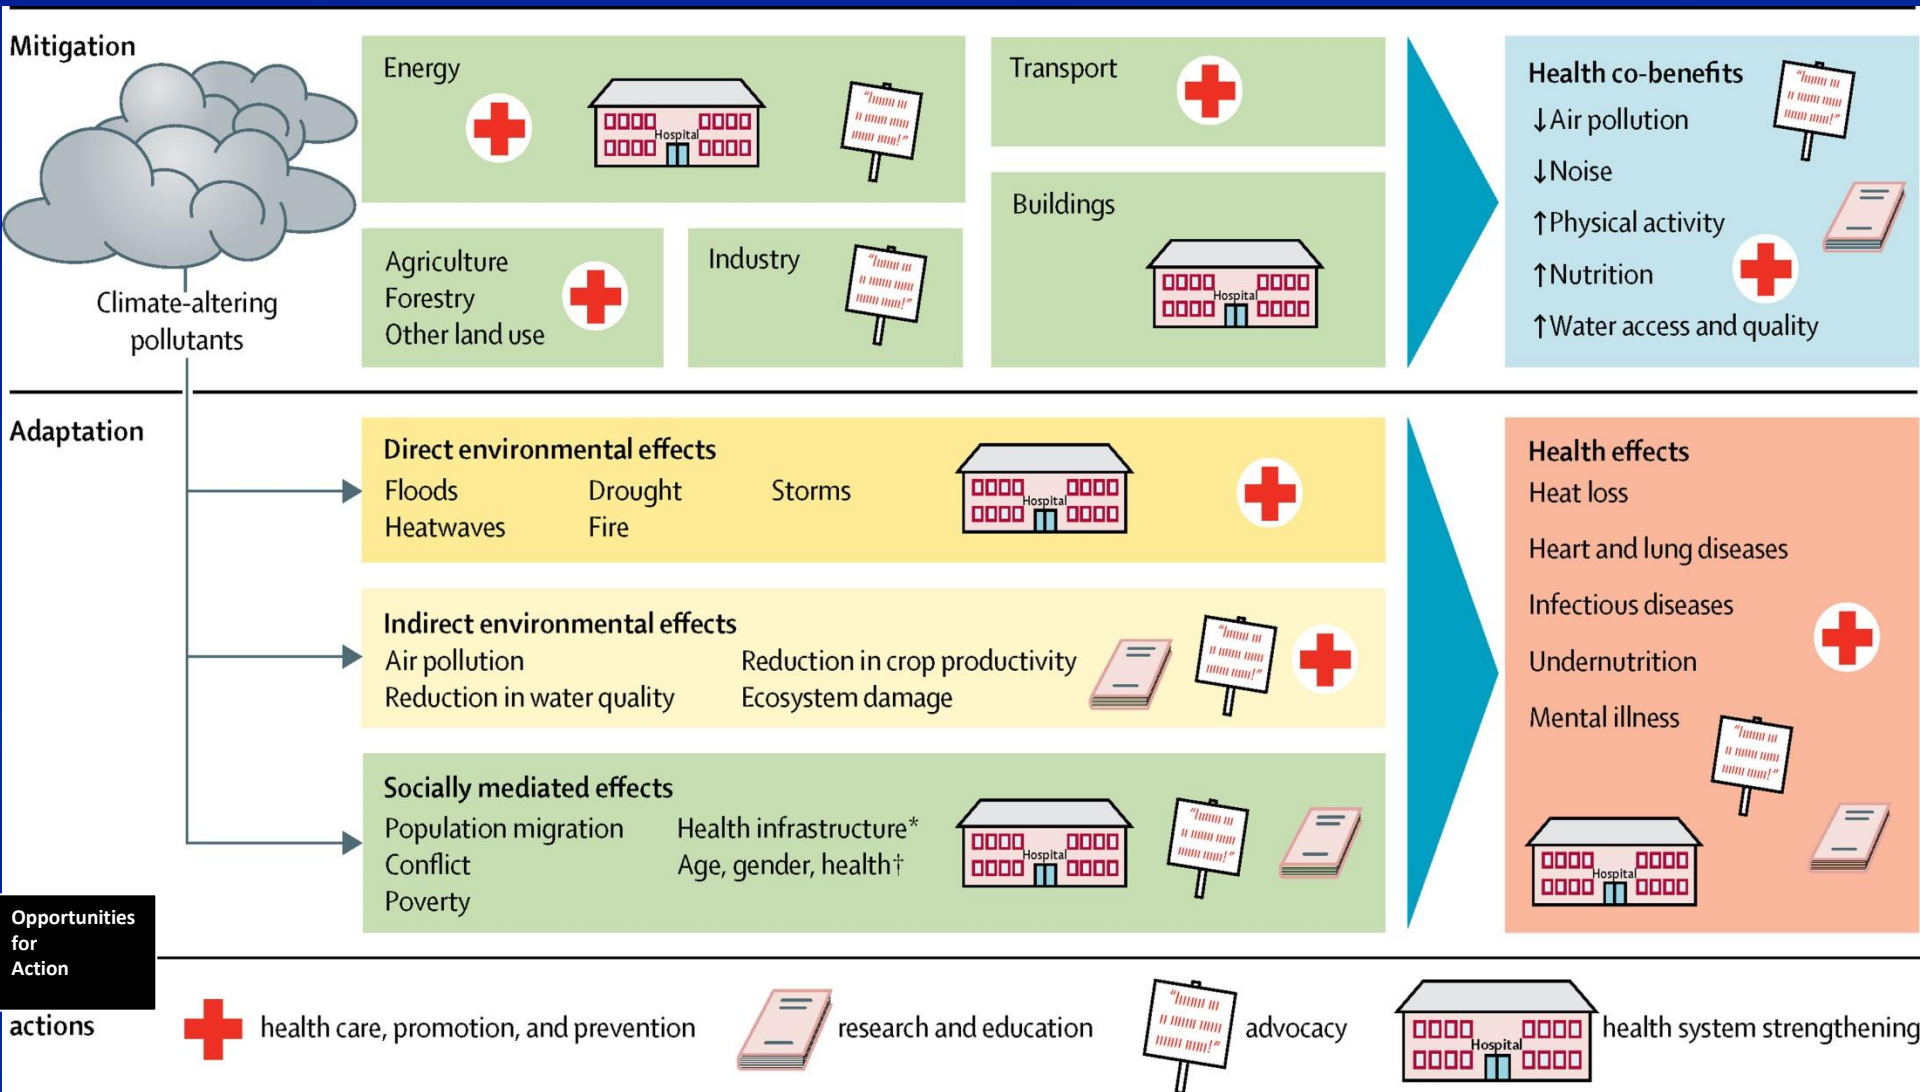 Mitigation
Energy
Hospital
Transport
Health co-benefits
↓Air pollution
↓Noise
↑Physical activity
↑Nutrition
↑Water access and quality
Buildings
Hospital
Agriculture
Forestry
Other land use
Industry
Climate-altering
pollutants
Adaptation
Direct environmental effects
Floods Drought Storms
Heatwaves Fire
Hospital
Indirect environmental effects
Air pollution Reduction in crop productivity
Reduction in water quality Ecosystem damage
Socially mediated effects
Population migration Health infrastructure*
Conflict Age, gender, health†
Poverty
Hospital
Health effects
Heat loss
Heart and lung diseases
Infectious diseases
Undernutrition
Mental illness
Hospital
Opportunities
for
Action
actions
health care, promotion, and prevention
research and education
advocacy
Hospital
health system strengthening